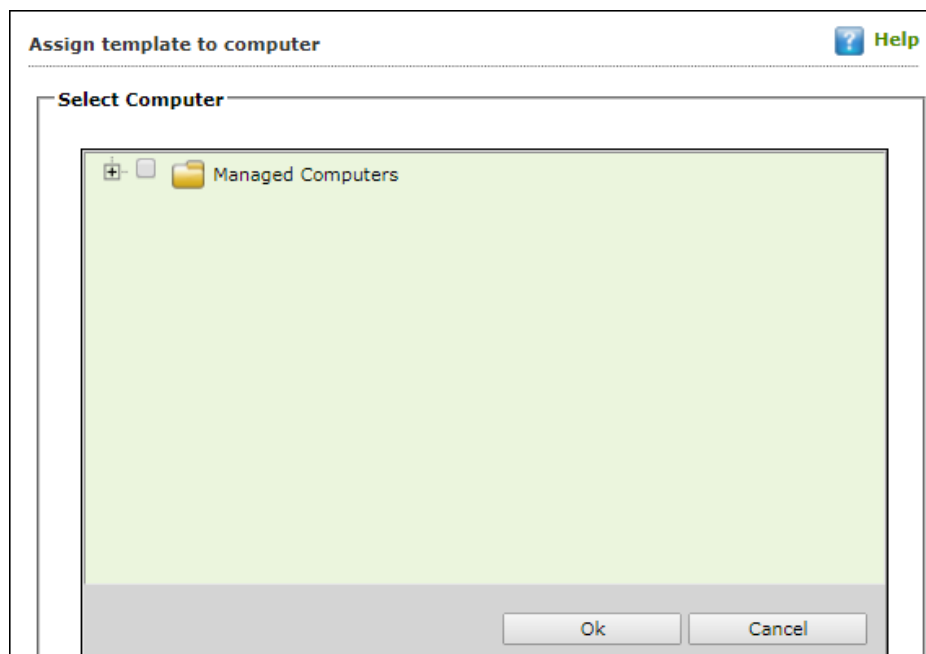 Assign template to computer
? Help
Select Computer
Managed Computers
Ok Cancel